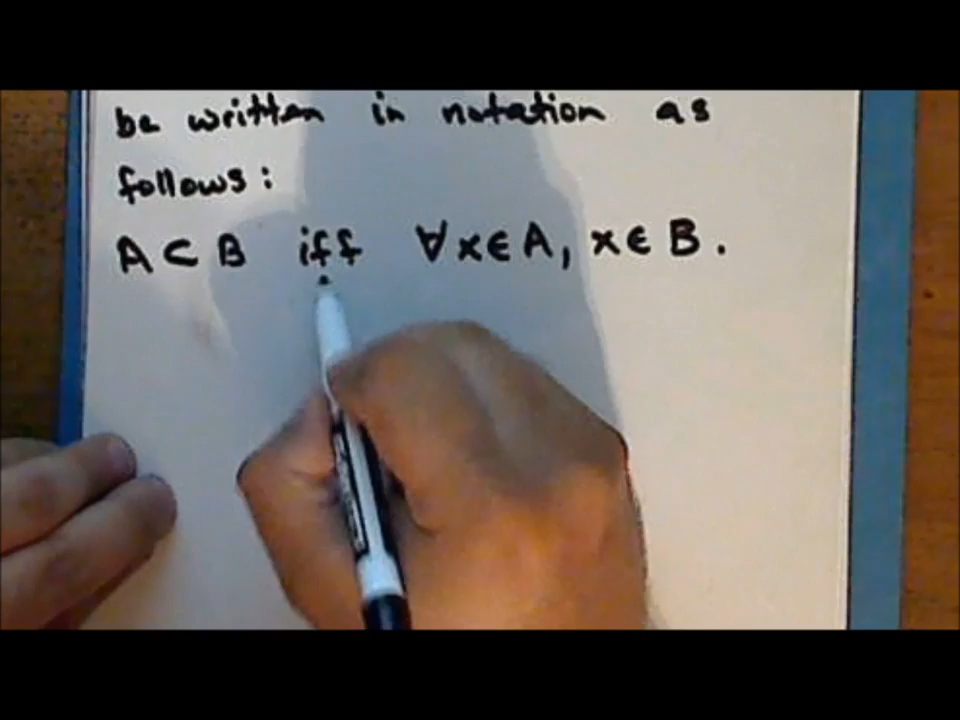 be written in notation as
follows:
A ⊂ B iff ∀x∈A, x∈B.